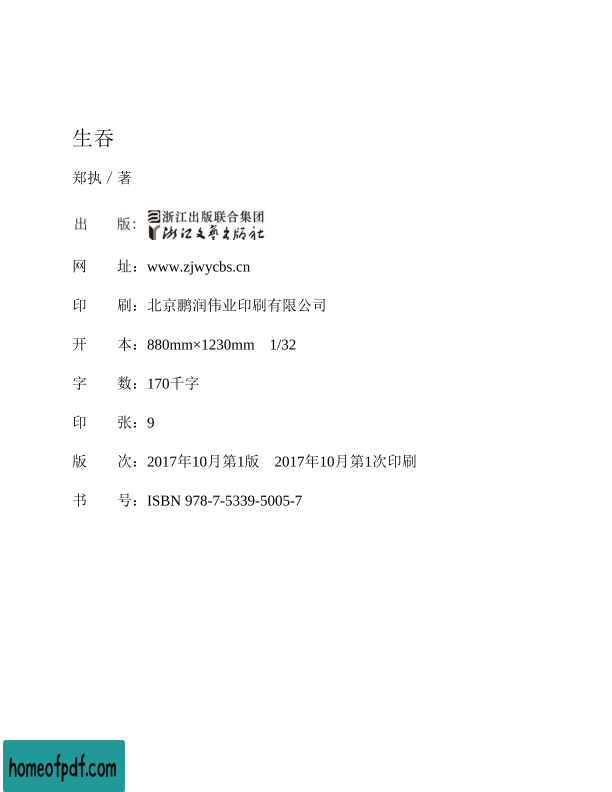 生吞
郑执/著
出　　版：浙江出版联合集团
浙江文艺出版社
网　　址：www.zjwycbs.cn
印　　刷：北京鹏润伟业印刷有限公司
开　　本：880mm×1230mm　1/32
字　　数：170千字
印　　张：9
版　　次：2017年10月第1版　2017年10月第1次印刷
书　　号：ISBN 978-7-5339-5005-7
homeofpdf.com